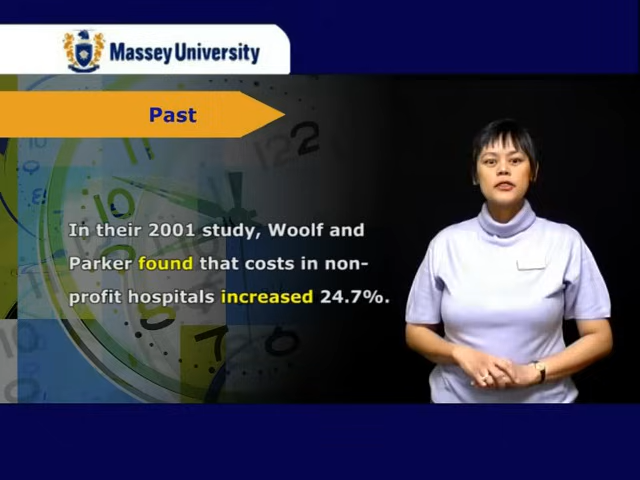 Massey University
Past
In their 2001 study, Woolf and
Parker found that costs in non-
profit hospitals increased 24.7%.